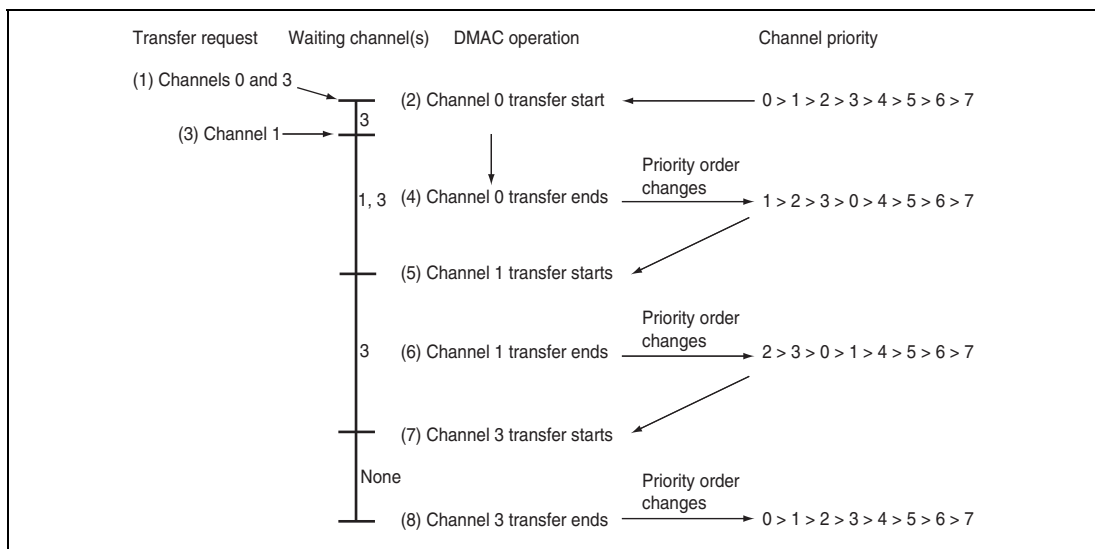 Transfer request Waiting channel(s) DMAC operation Channel priority
(1) Channels 0 and 3
(2) Channel 0 transfer start 0 > 1 > 2 > 3 > 4 > 5 > 6 > 7
3
(3) Channel 1
Priority order
changes
1, 3 (4) Channel 0 transfer ends 1 > 2 > 3 > 0 > 4 > 5 > 6 > 7
(5) Channel 1 transfer starts
Priority order
changes
3 (6) Channel 1 transfer ends 2 > 3 > 0 > 1 > 4 > 5 > 6 > 7
(7) Channel 3 transfer starts
None
Priority order
changes
(8) Channel 3 transfer ends 0 > 1 > 2 > 3 > 4 > 5 > 6 > 7